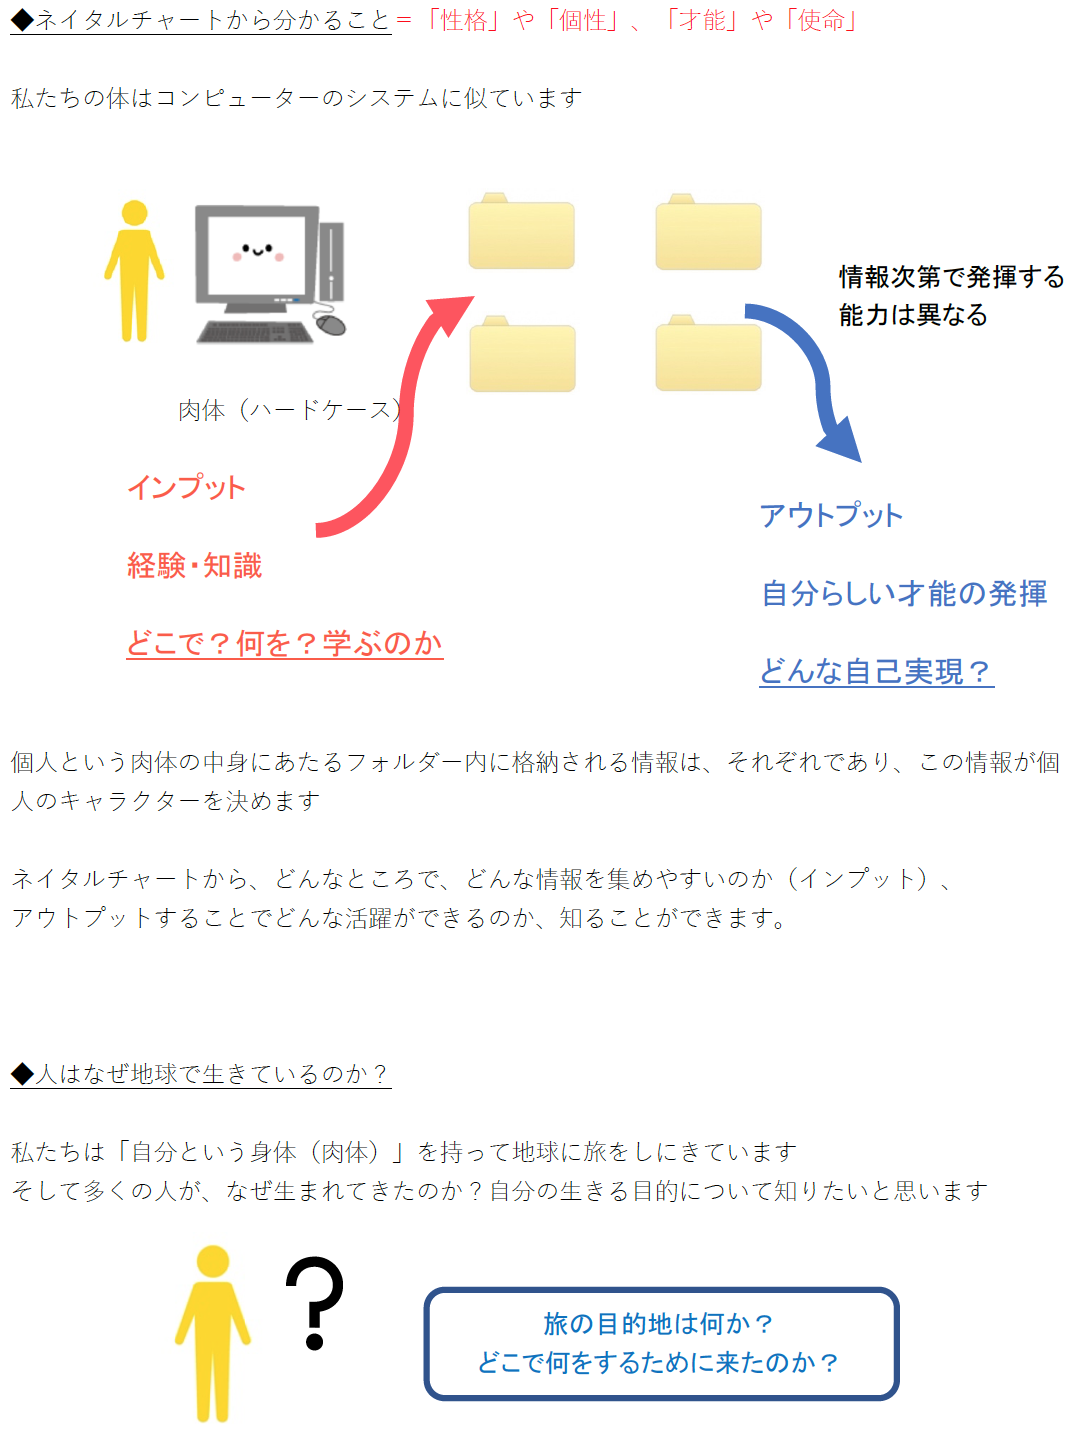 ◆ネイタルチャートから分かること＝「性格」や「個性」、「才能」や「使命」
私たちの体はコンピューターのシステムに似ています
情報次第で発揮する
能力は異なる
肉体（ハードケース）
インプット
経験・知識
どこで？何を？学ぶのか
アウトプット
自分らしい才能の発揮
どんな自己実現？
個人という肉体の中身にあたるフォルダー内に格納される情報は、それぞれであり、この情報が個
人のキャラクターを決めます
ネイタルチャートから、どんなところで、どんな情報を集めやすいのか（インプット）、
アウトプットすることでどんな活躍ができるのか、知ることができます。
◆人はなぜ地球で生きているのか？
私たちは「自分という身体（肉体）」を持って地球に旅をしにきています
そして多くの人が、なぜ生まれてきたのか？自分の生きる目的について知りたいと思います
?
旅の目的地は何か？
どこで何をするために来たのか？